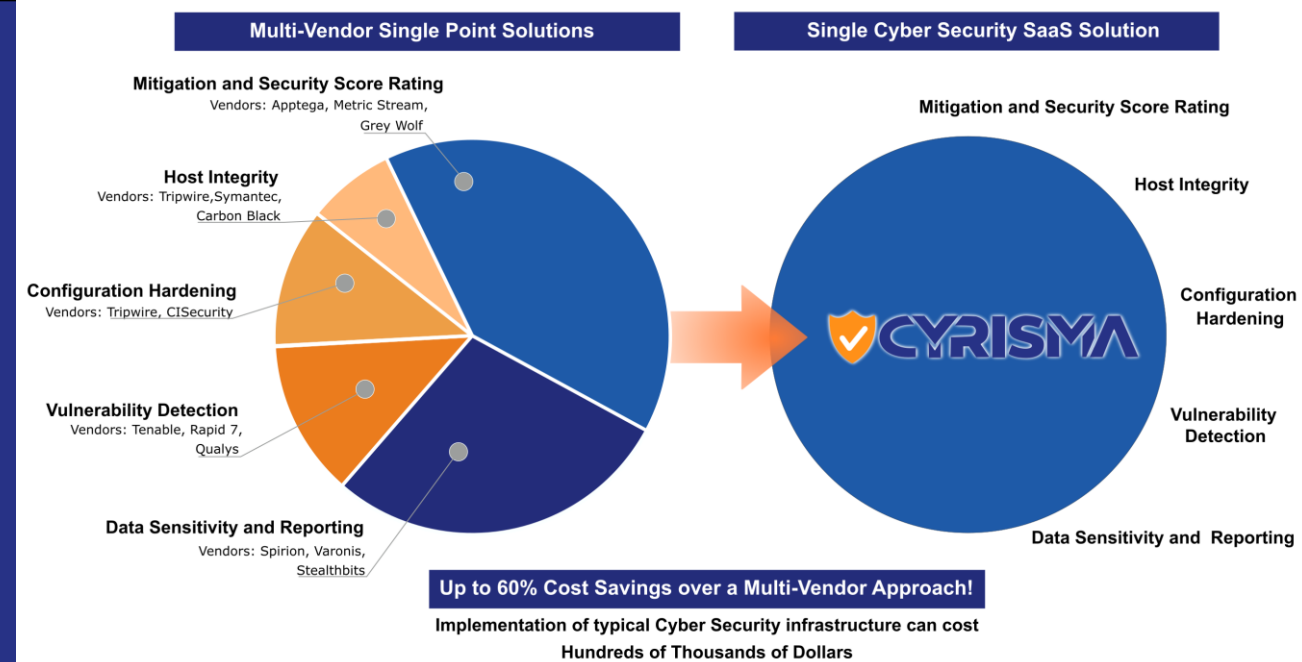 Multi-Vendor Single Point Solutions
Mitigation and Security Score Rating
Vendors: Apptega, Metric Stream,
Grey Wolf
Host Integrity
Vendors: Tripwire,Symantec,
Carbon Black
Configuration Hardening
Vendors: Tripwire, CISecurity
Vulnerability Detection
Vendors: Tenable, Rapid 7,
Qualys
Data Sensitivity and Reporting
Vendors: Spirion, Varonis,
Stealthbits
Single Cyber Security SaaS Solution
Mitigation and Security Score Rating
Host Integrity
Configuration
Hardening
CYRISMA
Vulnerability
Detection
Data Sensitivity and Reporting
Up to 60% Cost Savings over a Multi-Vendor Approach!
Implementation of typical Cyber Security infrastructure can cost
Hundreds of Thousands of Dollars